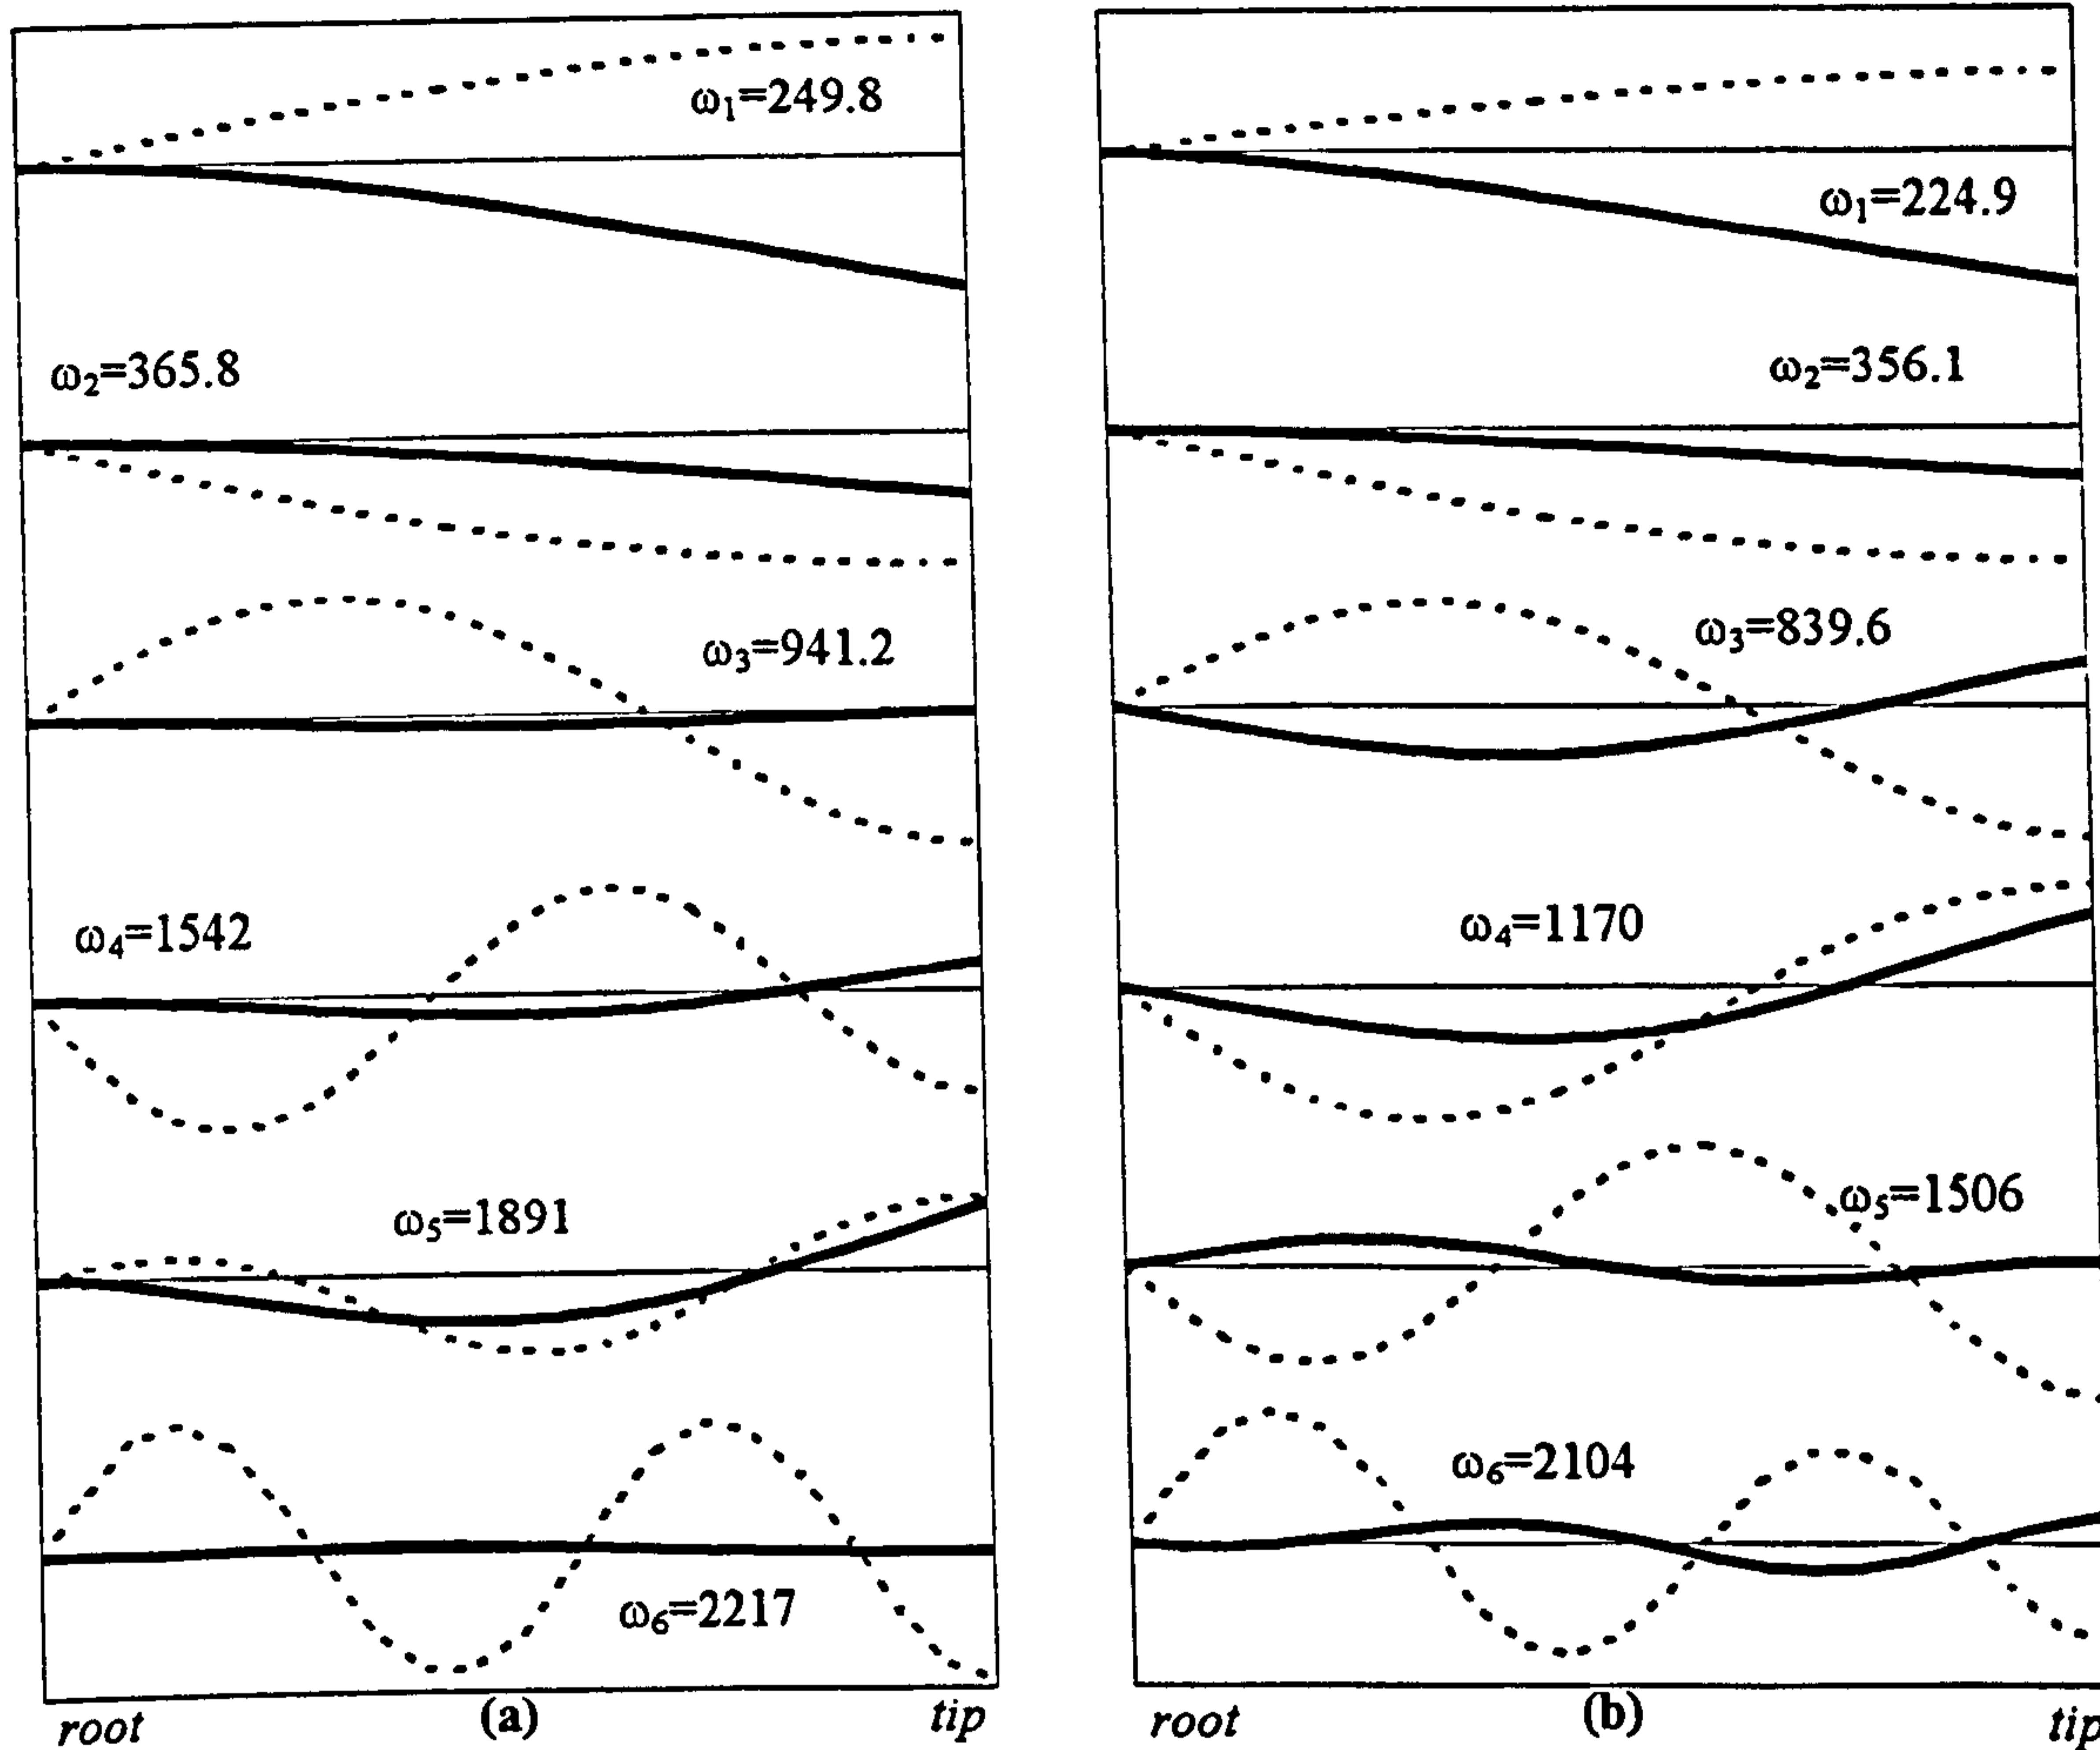 ω₁=249.8
ω₂=365.8
ω₃=941.2
ω₄=1542
ω₅=1891
ω₆=2217
root (a) tip
ω₁=224.9
ω₂=356.1
ω₃=839.6
ω₄=1170
ω₅=1506
ω₆=2104
root (b) tip